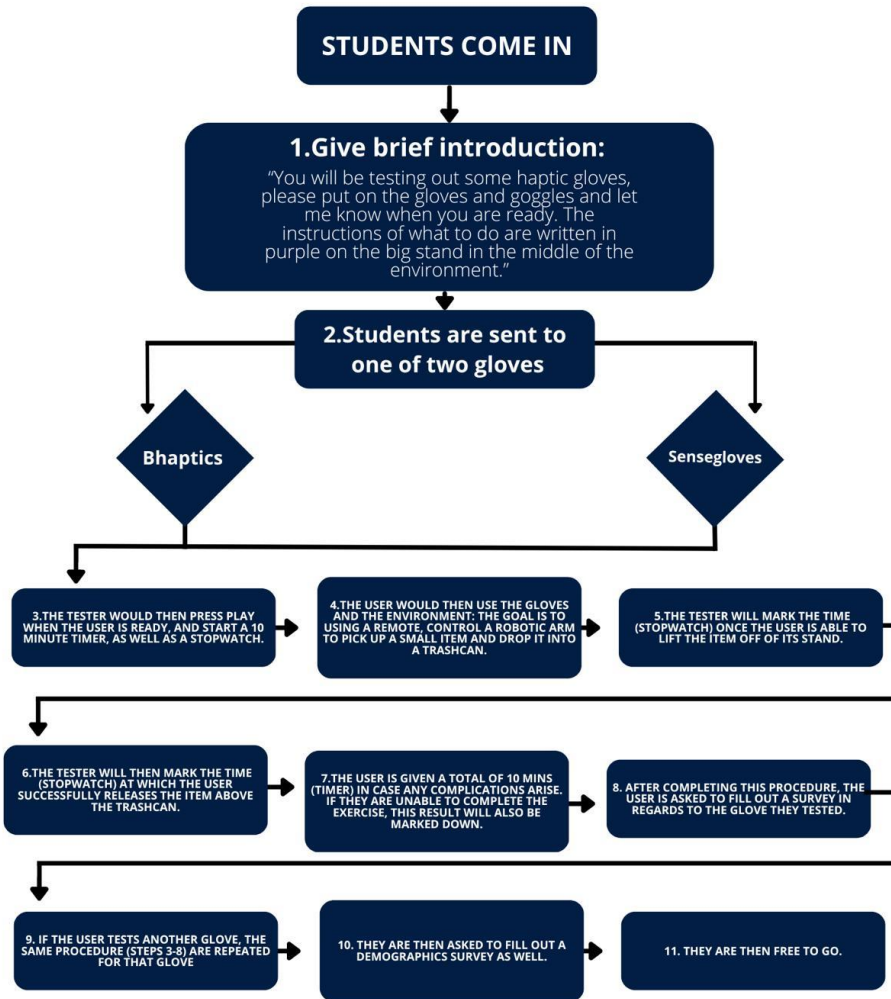 STUDENTS COME IN
1.Give brief introduction:
“You will be testing out some haptic gloves,
please put on the gloves and goggles and let
me know when you are ready. The
instructions of what to do are written in
purple on the big stand in the middle of the
environment.”
2.Students are sent to
one of two gloves
Bhaptics
Sensegloves
3.THE TESTER WOULD THEN PRESS PLAY
WHEN THE USER IS READY, AND START A 10
MINUTE TIMER, AS WELL AS A STOPWATCH.
4.THE USER WOULD THEN USE THE GLOVES
AND THE ENVIRONMENT: THE GOAL IS TO
USING A REMOTE, CONTROL A ROBOTIC ARM
TO PICK UP A SMALL ITEM AND DROP IT INTO
A TRASHCAN.
5.THE TESTER WILL MARK THE TIME
(STOPWATCH) ONCE THE USER IS ABLE TO
LIFT THE ITEM OFF OF ITS STAND.
6.THE TESTER WILL THEN MARK THE TIME
(STOPWATCH) AT WHICH THE USER
SUCCESSFULLY RELEASES THE ITEM ABOVE
THE TRASHCAN.
7.THE USER IS GIVEN A TOTAL OF 10 MINS
(TIMER) IN CASE ANY COMPLICATIONS ARISE.
IF THEY ARE UNABLE TO COMPLETE THE
EXERCISE, THIS RESULT WILL ALSO BE
MARKED DOWN.
8. AFTER COMPLETING THIS PROCEDURE, THE
USER IS ASKED TO FILL OUT A SURVEY IN
REGARDS TO THE GLOVE THEY TESTED.
9. IF THE USER TESTS ANOTHER GLOVE, THE
SAME PROCEDURE (STEPS 3-8) ARE REPEATED
FOR THAT GLOVE
10. THEY ARE THEN ASKED TO FILL OUT A
DEMOGRAPHICS SURVEY AS WELL.
11. THEY ARE THEN FREE TO GO.